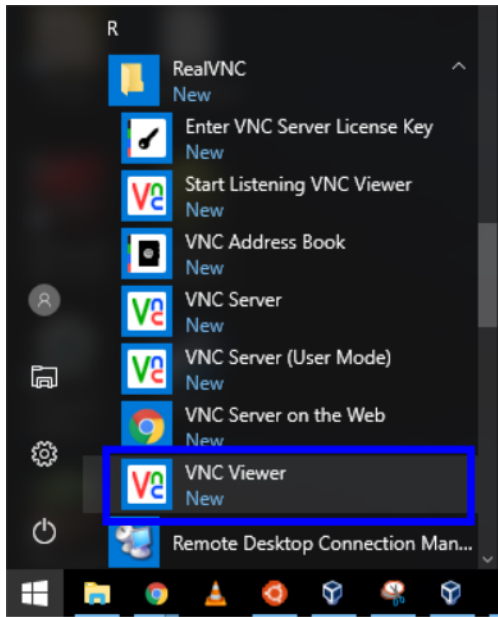 R
RealVNC
New
Enter VNC Server License Key
New
Start Listening VNC Viewer
New
VNC Address Book
New
VNC Server
New
VNC Server (User Mode)
New
VNC Server on the Web
New
VNC Viewer
New
Remote Desktop Connection Man...